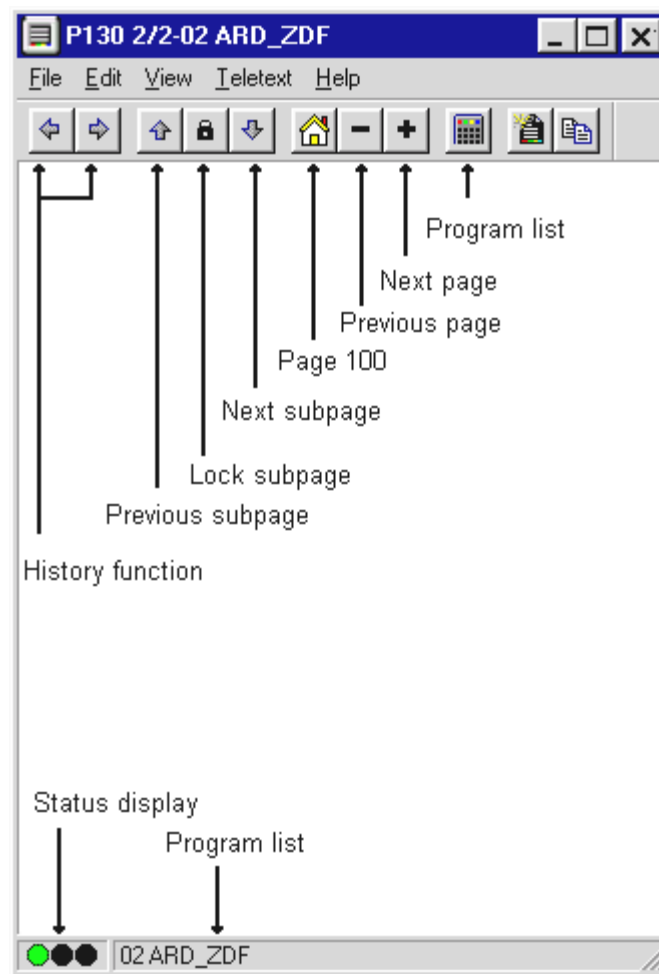 P130 2/2-02 ARD_ZDF
File Edit View Teletext Help
Program list
Next page
Previous page
Page 100
Next subpage
Lock subpage
Previous subpage
History function
Status display
Program list
02 ARD_ZDF